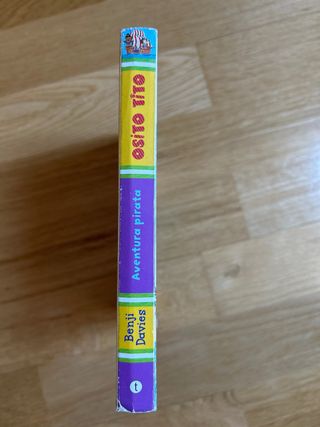 OSITO TITO
Aventura pirata
Benji
Davies
t